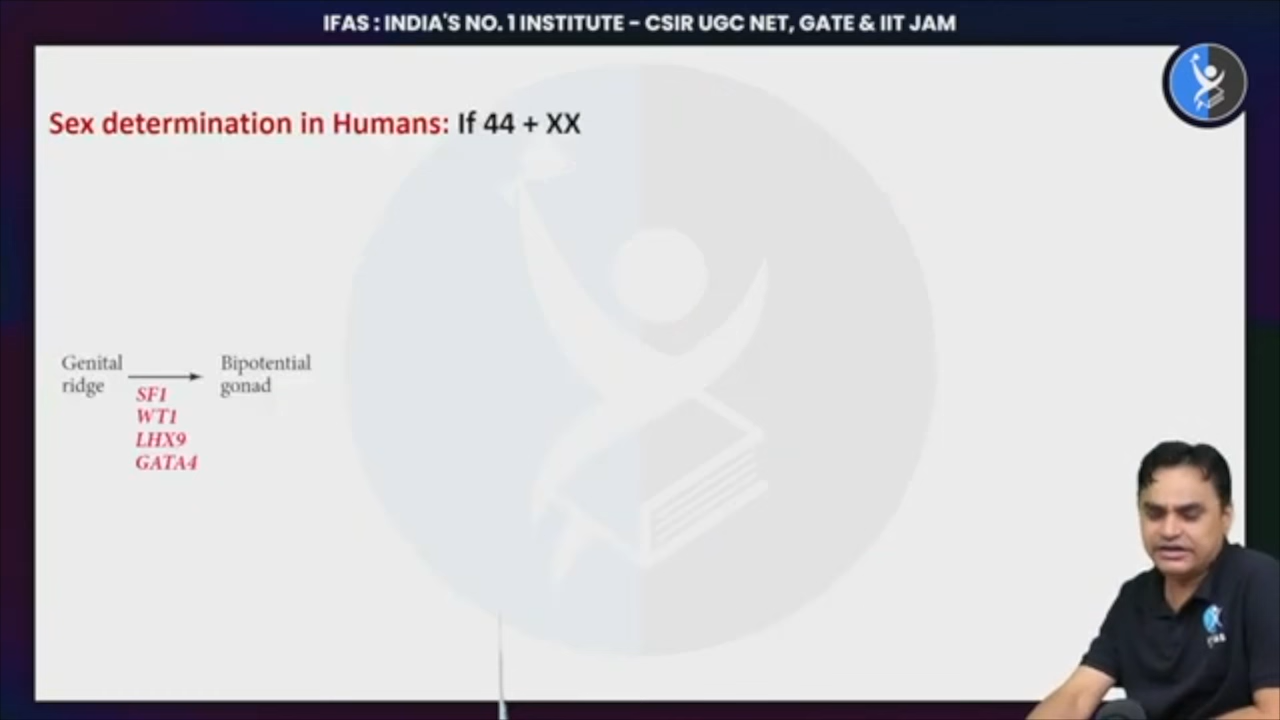 IFAS : INDIA'S NO. 1 INSTITUTE - CSIR UGC NET, GATE & IIT JAM
Sex determination in Humans: If 44 + XX
Genital ridge
Bipotential gonad
SF1
WT1
LHX9
GATA4